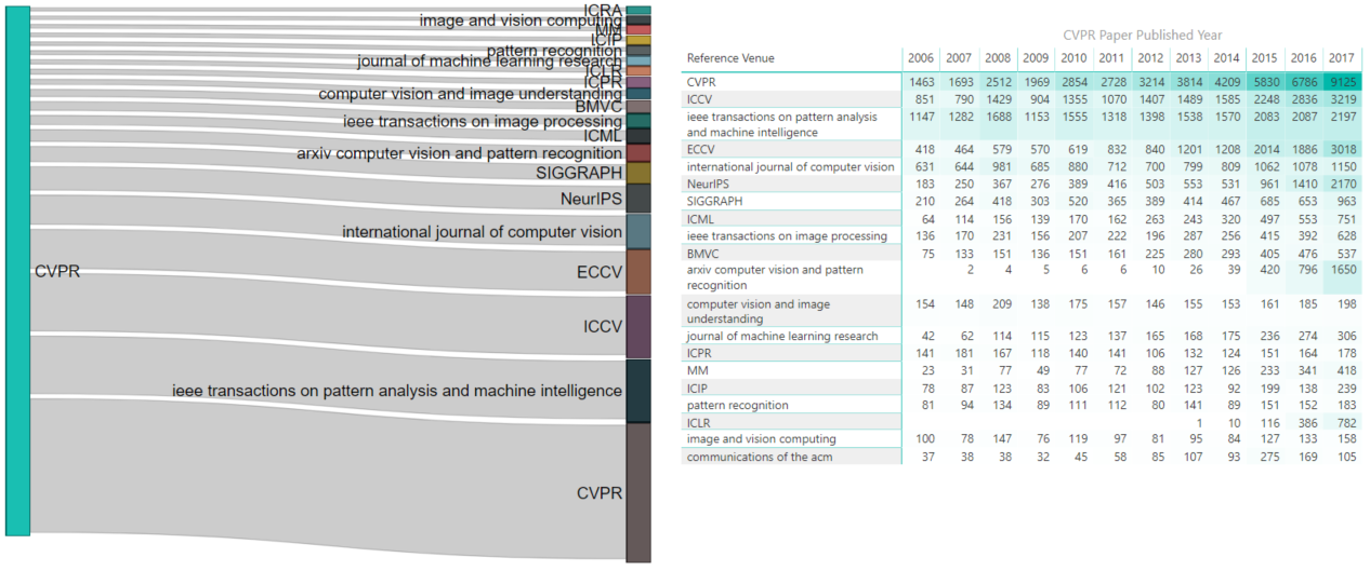 ICRA
image and vision computing
MM
ICIP
pattern recognition
journal of machine learning research
ICLR
ICPR
computer vision and image understanding
BMVC
ieee transactions on image processing
ICML
arxiv computer vision and pattern recognition
SIGGRAPH
NeurIPS
international journal of computer vision
CVPR
ECCV
ICCV
ieee transactions on pattern analysis and machine intelligence
CVPR
CVPR Paper Published Year
Reference Venue 2006 2007 2008 2009 2010 2011 2012 2013 2014 2015 2016 2017
CVPR 1463 1693 2512 1969 2854 2728 3214 3814 4209 5830 6786 9125
ICCV 851 790 1429 904 1355 1070 1407 1489 1585 2248 2836 3219
ieee transactions on pattern analysis 1147 1282 1688 1153 1555 1318 1398 1538 1570 2083 2087 2197
and machine intelligence
ECCV 418 464 579 570 619 832 840 1201 1208 2014 1886 3018
international journal of computer vision 631 644 981 685 880 712 700 799 809 1062 1078 1150
NeurIPS 183 250 367 276 389 416 503 553 531 961 1410 2170
SIGGRAPH 210 264 418 303 520 365 389 414 467 685 653 963
ICML 64 114 156 139 170 162 263 243 320 497 553 751
ieee transactions on image processing 136 170 231 156 207 222 196 287 256 415 392 628
BMVC 75 133 151 136 151 161 225 280 293 405 476 537
arxiv computer vision and pattern 2 4 5 6 6 10 26 39 420 796 1650
recognition
computer vision and image 154 148 209 138 175 157 146 155 153 161 185 198
understanding
journal of machine learning research 42 62 114 115 123 137 165 168 175 236 274 306
ICPR 141 181 167 118 140 141 106 132 124 151 164 178
MM 23 31 77 49 77 72 88 127 126 233 341 418
ICIP 78 87 123 83 106 121 102 123 92 199 138 239
pattern recognition 81 94 134 89 111 112 80 141 89 151 152 183
ICLR 1 10 116 386 782
image and vision computing 100 78 147 76 119 97 81 95 84 127 133 158
communications of the acm 37 38 38 32 45 58 85 107 93 275 169 105